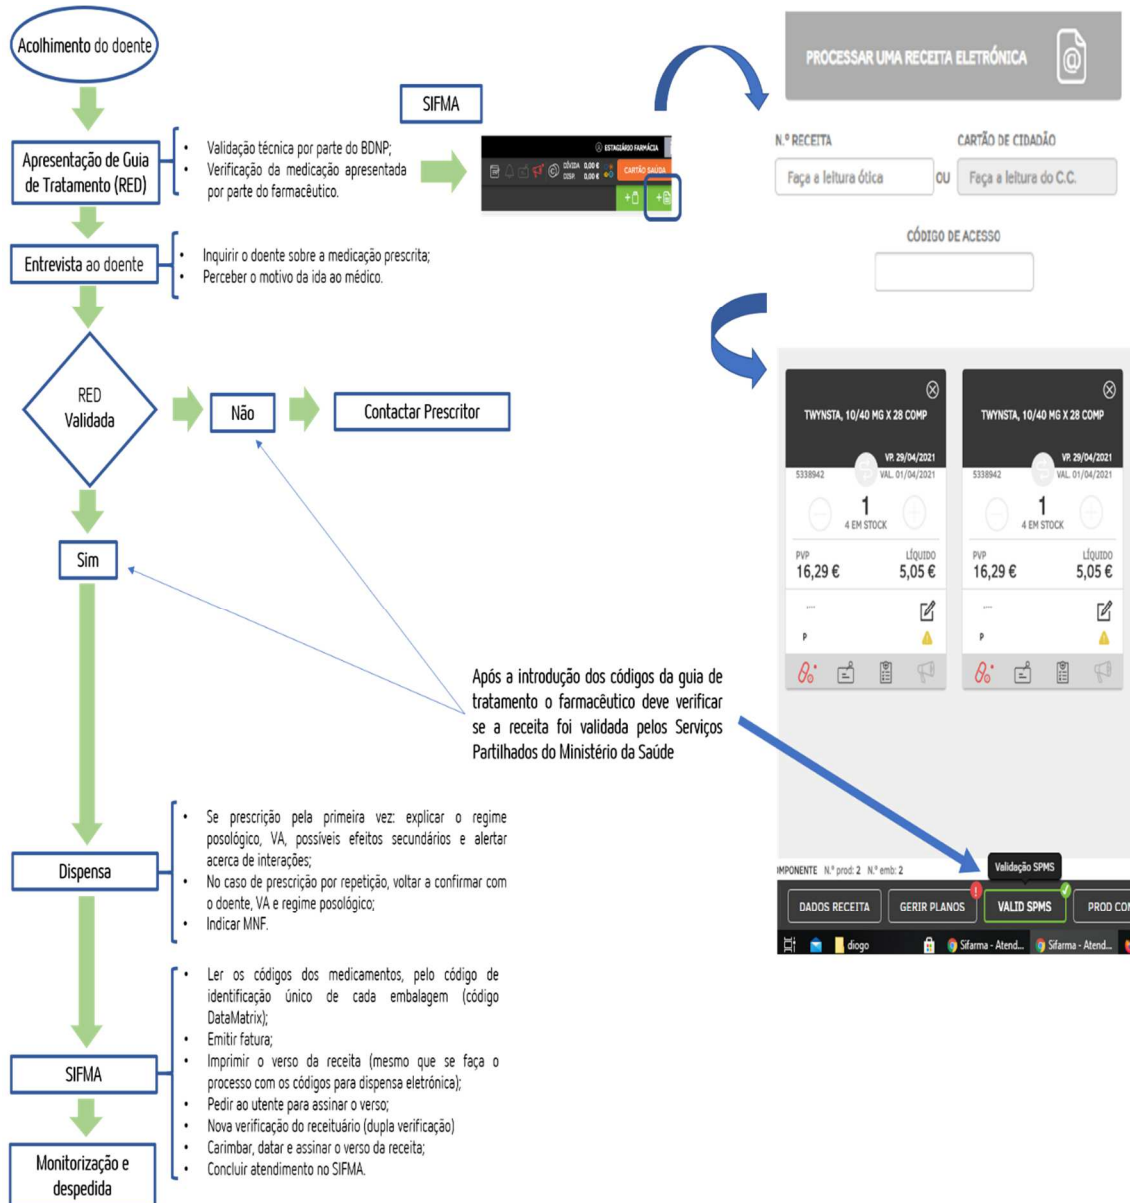 Acolhimento do doente
Apresentação de Guia
de Tratamento (RED)
• Validação técnica por parte do BDNP;
• Verificação da medicação apresentada
por parte do farmacêutico.
SIFMA
ESTAGIÁRIO FARMÁCIA
DÍVIDA 0,00 €
DISP. 0,00 €
CARTÃO SAÚDA
PROCESSAR UMA RECEITA ELETRÓNICA
N.º RECEITA
CARTÃO DE CIDADÃO
Faça a leitura ótica
OU
Faça a leitura do C.C.
CÓDIGO DE ACESSO
Entrevista ao doente
• Inquirir o doente sobre a medicação prescrita;
• Perceber o motivo da ida ao médico.
RED
Validada
Não
Contactar Prescritor
Sim
TWYNSTA, 10/40 MG X 28 COMP
VP. 29/04/2021
5338942
VAL. 01/04/2021
1
4 EM STOCK
PVP
LÍQUIDO
16,29 €
5,05 €
....
P
TWYNSTA, 10/40 MG X 28 COMP
VP. 29/04/2021
5338942
VAL. 01/04/2021
1
4 EM STOCK
PVP
LÍQUIDO
16,29 €
5,05 €
....
P
Após a introdução dos códigos da guia de
tratamento o farmacêutico deve verificar
se a receita foi validada pelos Serviços
Partilhados do Ministério da Saúde
MPONENTE N.º prod: 2 N.º emb: 2
Validação SPMS
DADOS RECEITA
GERIR PLANOS
!
VALID SPMS
PROD COM
diogo
Sifarma - Atend...
Sifarma - Atend...
Dispensa
• Se prescrição pela primeira vez: explicar o regime
posológico, VA, possíveis efeitos secundários e alertar
acerca de interações;
• No caso de prescrição por repetição, voltar a confirmar com
o doente, VA e regime posológico;
• Indicar MNF.
SIFMA
• Ler os códigos dos medicamentos, pelo código de
identificação único de cada embalagem (código
DataMatrix);
• Emitir fatura;
• Imprimir o verso da receita (mesmo que se faça o
processo com os códigos para dispensa eletrónica);
• Pedir ao utente para assinar o verso;
• Nova verificação do receituário (dupla verificação)
• Carimbar, datar e assinar o verso da receita;
• Concluir atendimento no SIFMA.
Monitorização e
despedida